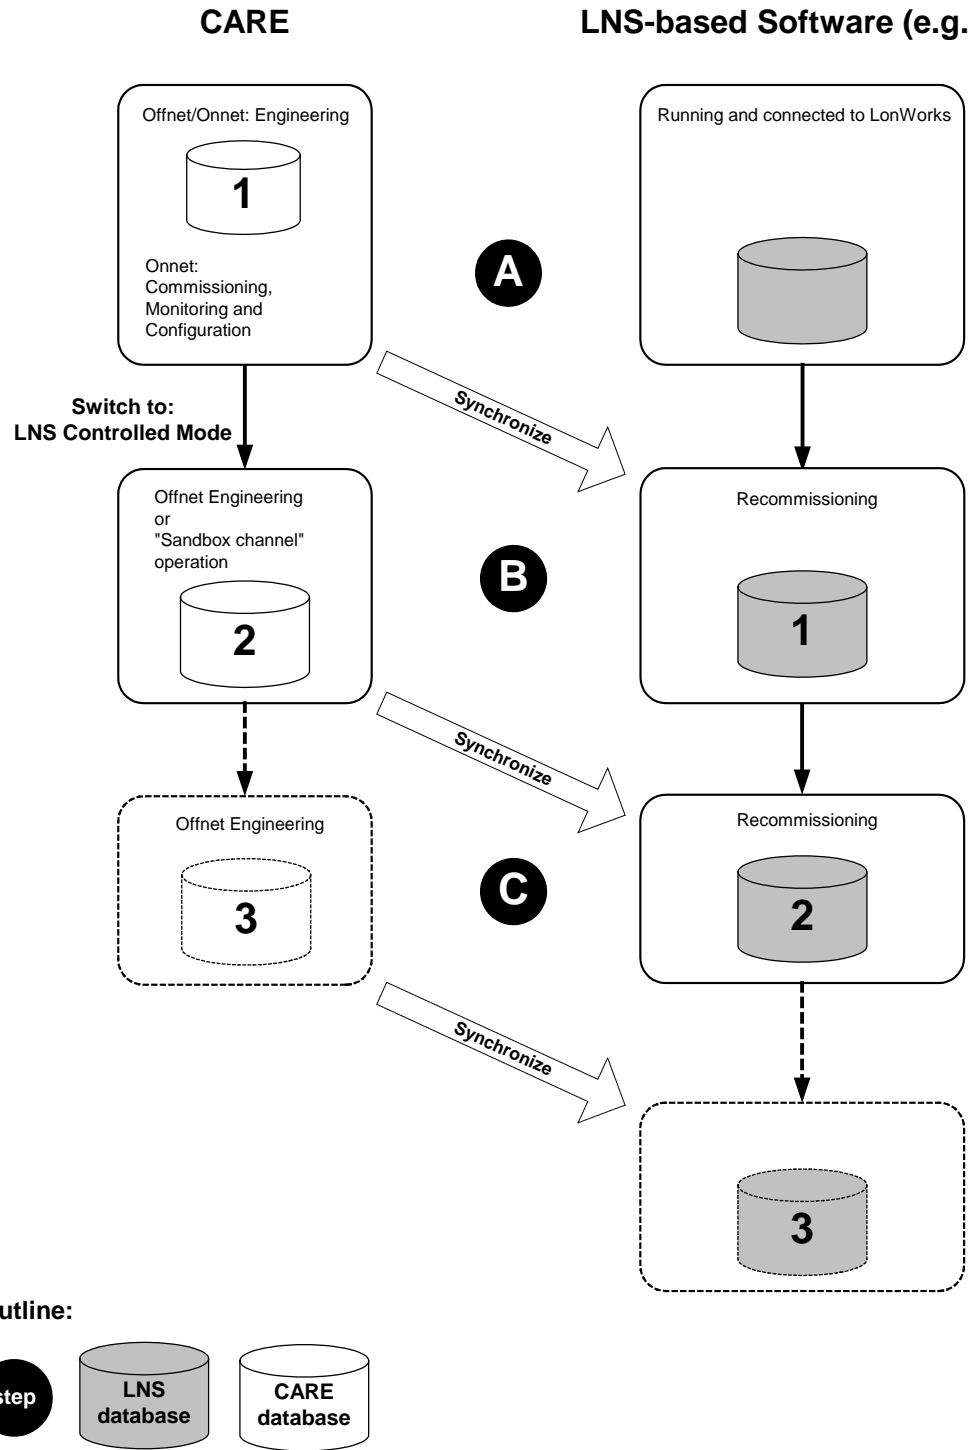 CARE
LNS-based Software (e.g.
Offnet/Onnet: Engineering
1
Onnet:
Commissioning,
Monitoring and
Configuration
Running and connected to LonWorks
A
Switch to:
LNS Controlled Mode
Synchronize
Offnet Engineering
or
"Sandbox channel"
operation
2
B
Recommissioning
1
Synchronize
Offnet Engineering
3
C
Recommissioning
2
Synchronize
3
utline:
step
LNS
database
CARE
database